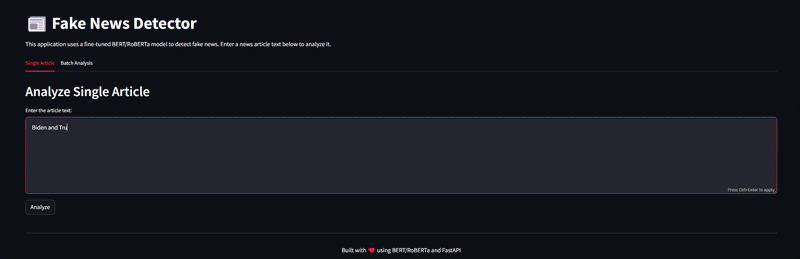 Fake News Detector
This application uses a fine-tuned BERT/RoBERTa model to detect fake news. Enter a news article text below to analyze it.
Single Article Batch Analysis
Analyze Single Article
Enter the article text:
Biden and Tru
Press Ctrl+Enter to apply
Analyze
Built with ❤️ using BERT/RoBERTa and FastAPI